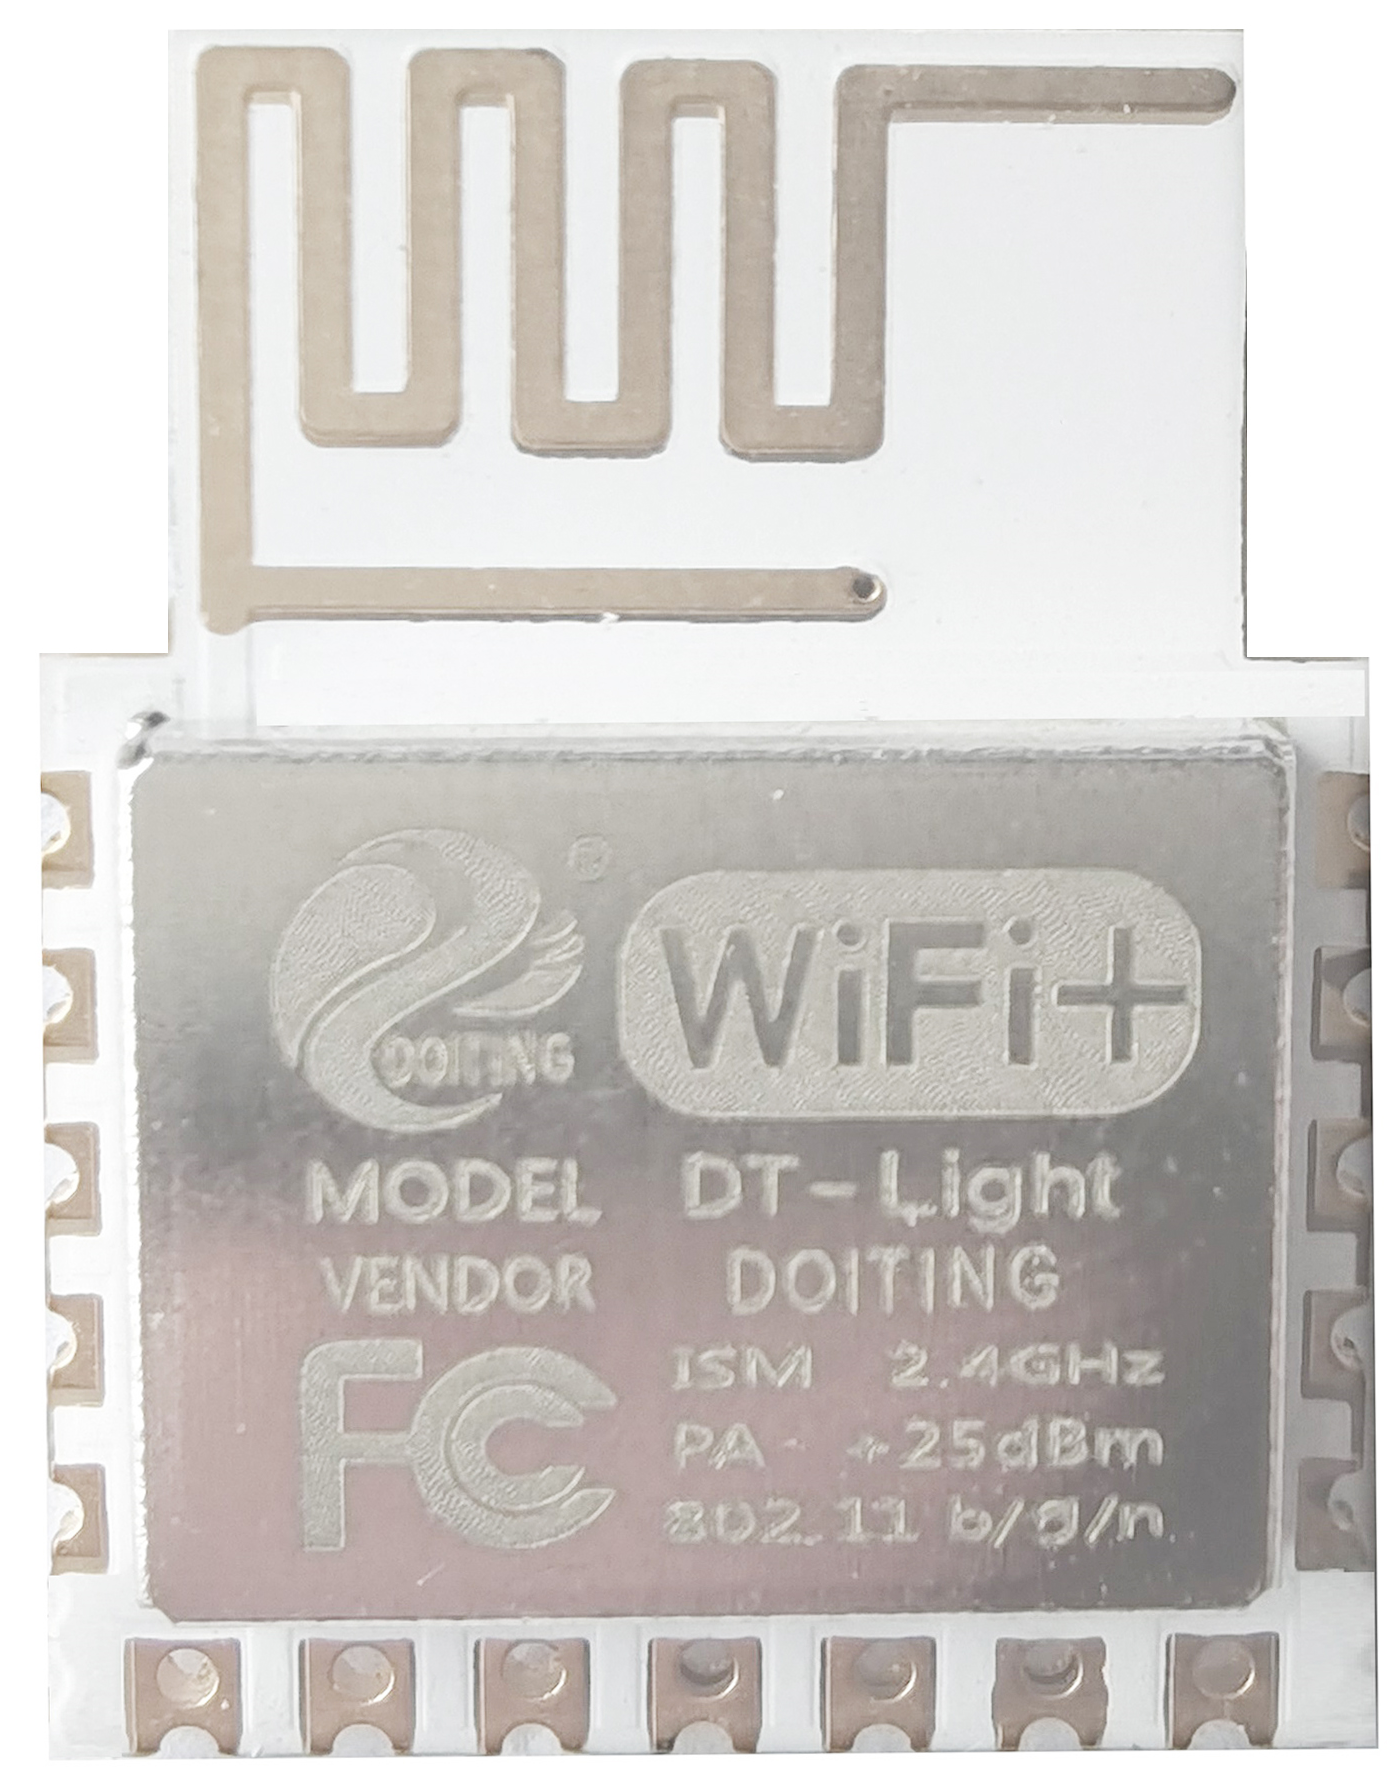 ®
DOITING
WiFi+
MODEL DT-Light
VENDOR DOITING
FC
ISM 2.4GHz
PA +25dBm
802.11 b/g/n